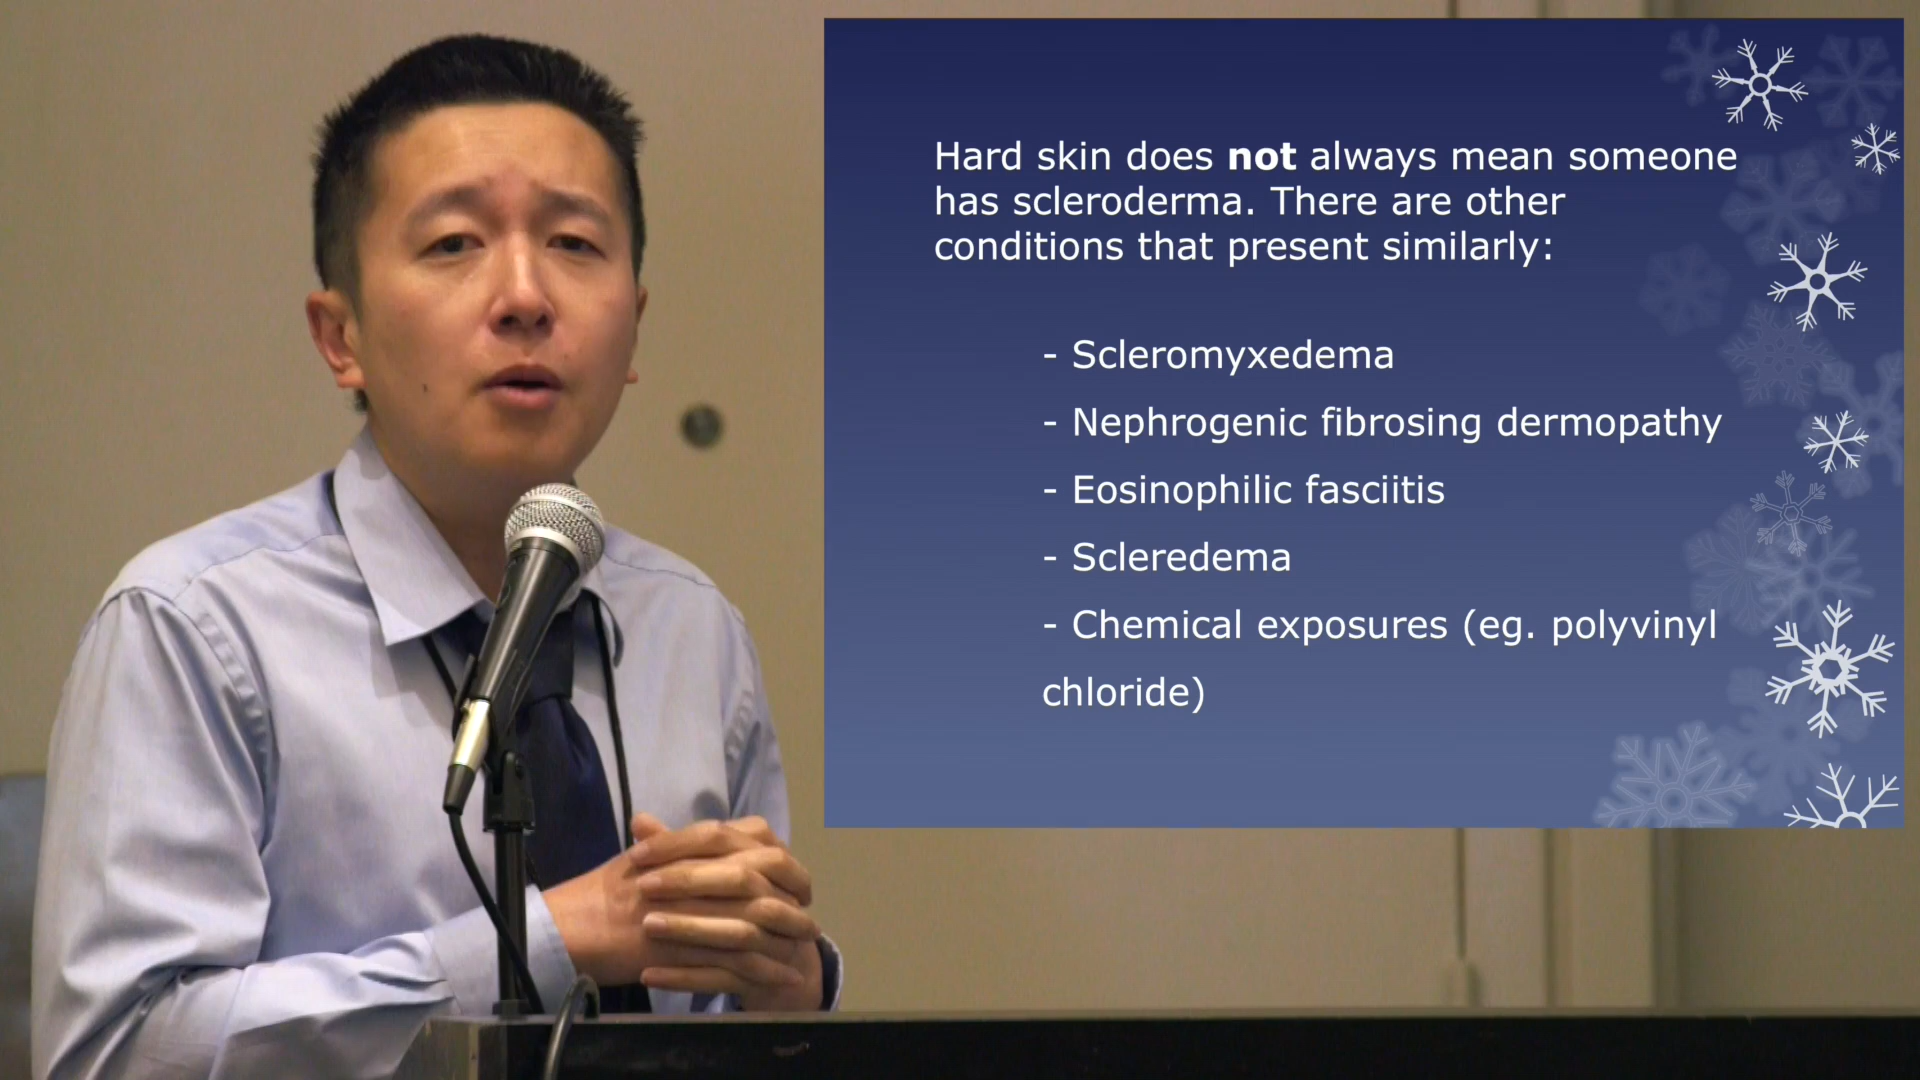 Hard skin does not always mean someone
has scleroderma. There are other
conditions that present similarly:
- Scleromyxedema
- Nephrogenic fibrosing dermopathy
- Eosinophilic fasciitis
- Scleredema
- Chemical exposures (eg. polyvinyl
chloride)